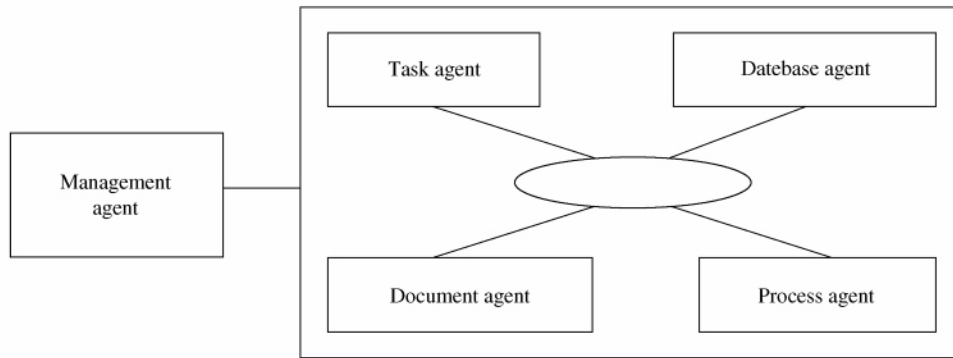 Task agent
Datebase agent
Management
agent
Document agent
Process agent